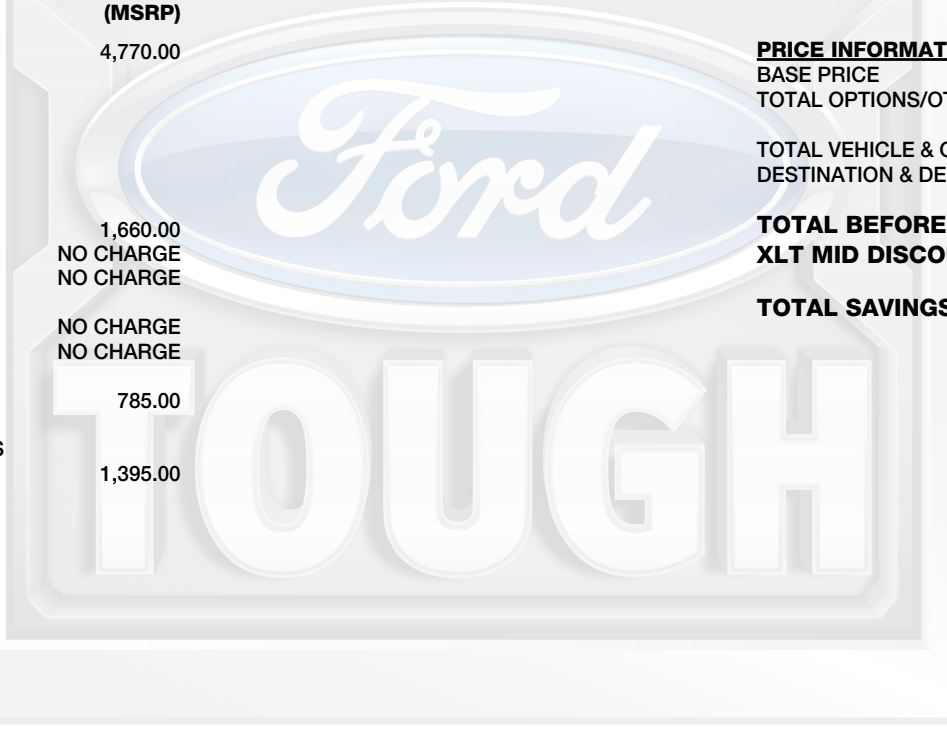 (MSRP)
4,770.00
1,660.00
NO CHARGE
NO CHARGE
NO CHARGE
NO CHARGE
785.00
S
1,395.00
PRICE INFORMAT
BASE PRICE
TOTAL OPTIONS/OT
TOTAL VEHICLE & O
DESTINATION & DE
TOTAL BEFORE
XLT MID DISCOU
TOTAL SAVINGS
Ford
TOUGH